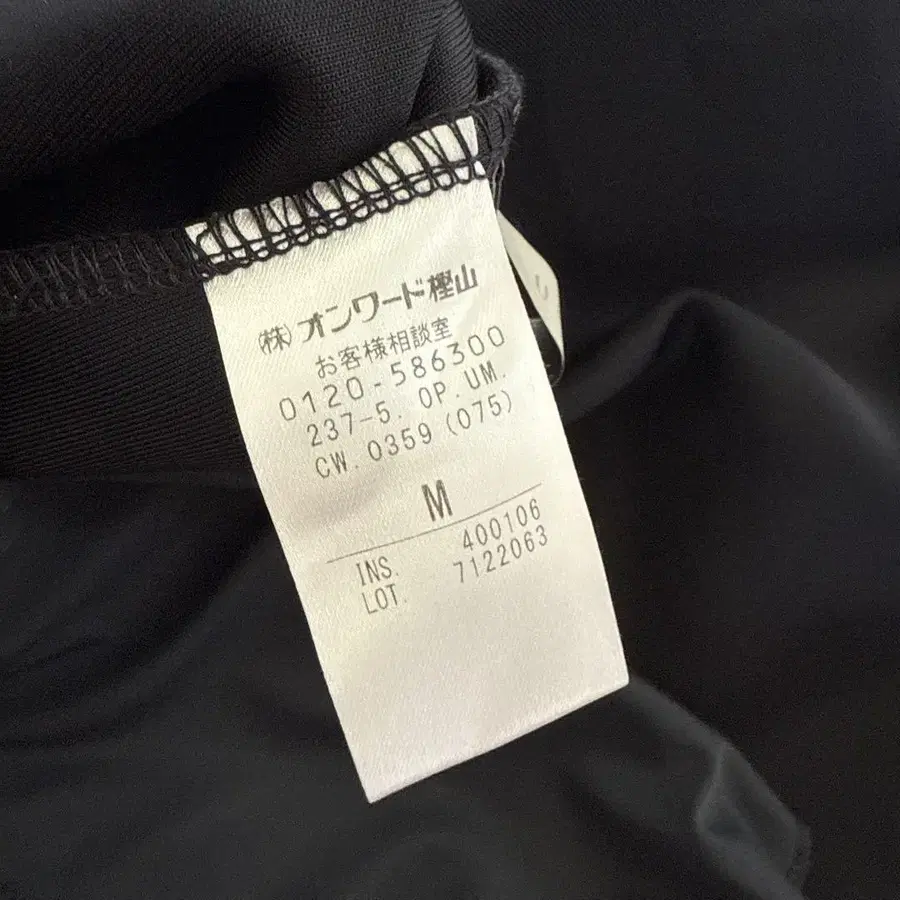 (株)オンワード樫山
お客様相談室
0120-586300
237-5. OP. UM.
CW. 0359 (075)
M
INS. 400106
LOT. 7122063